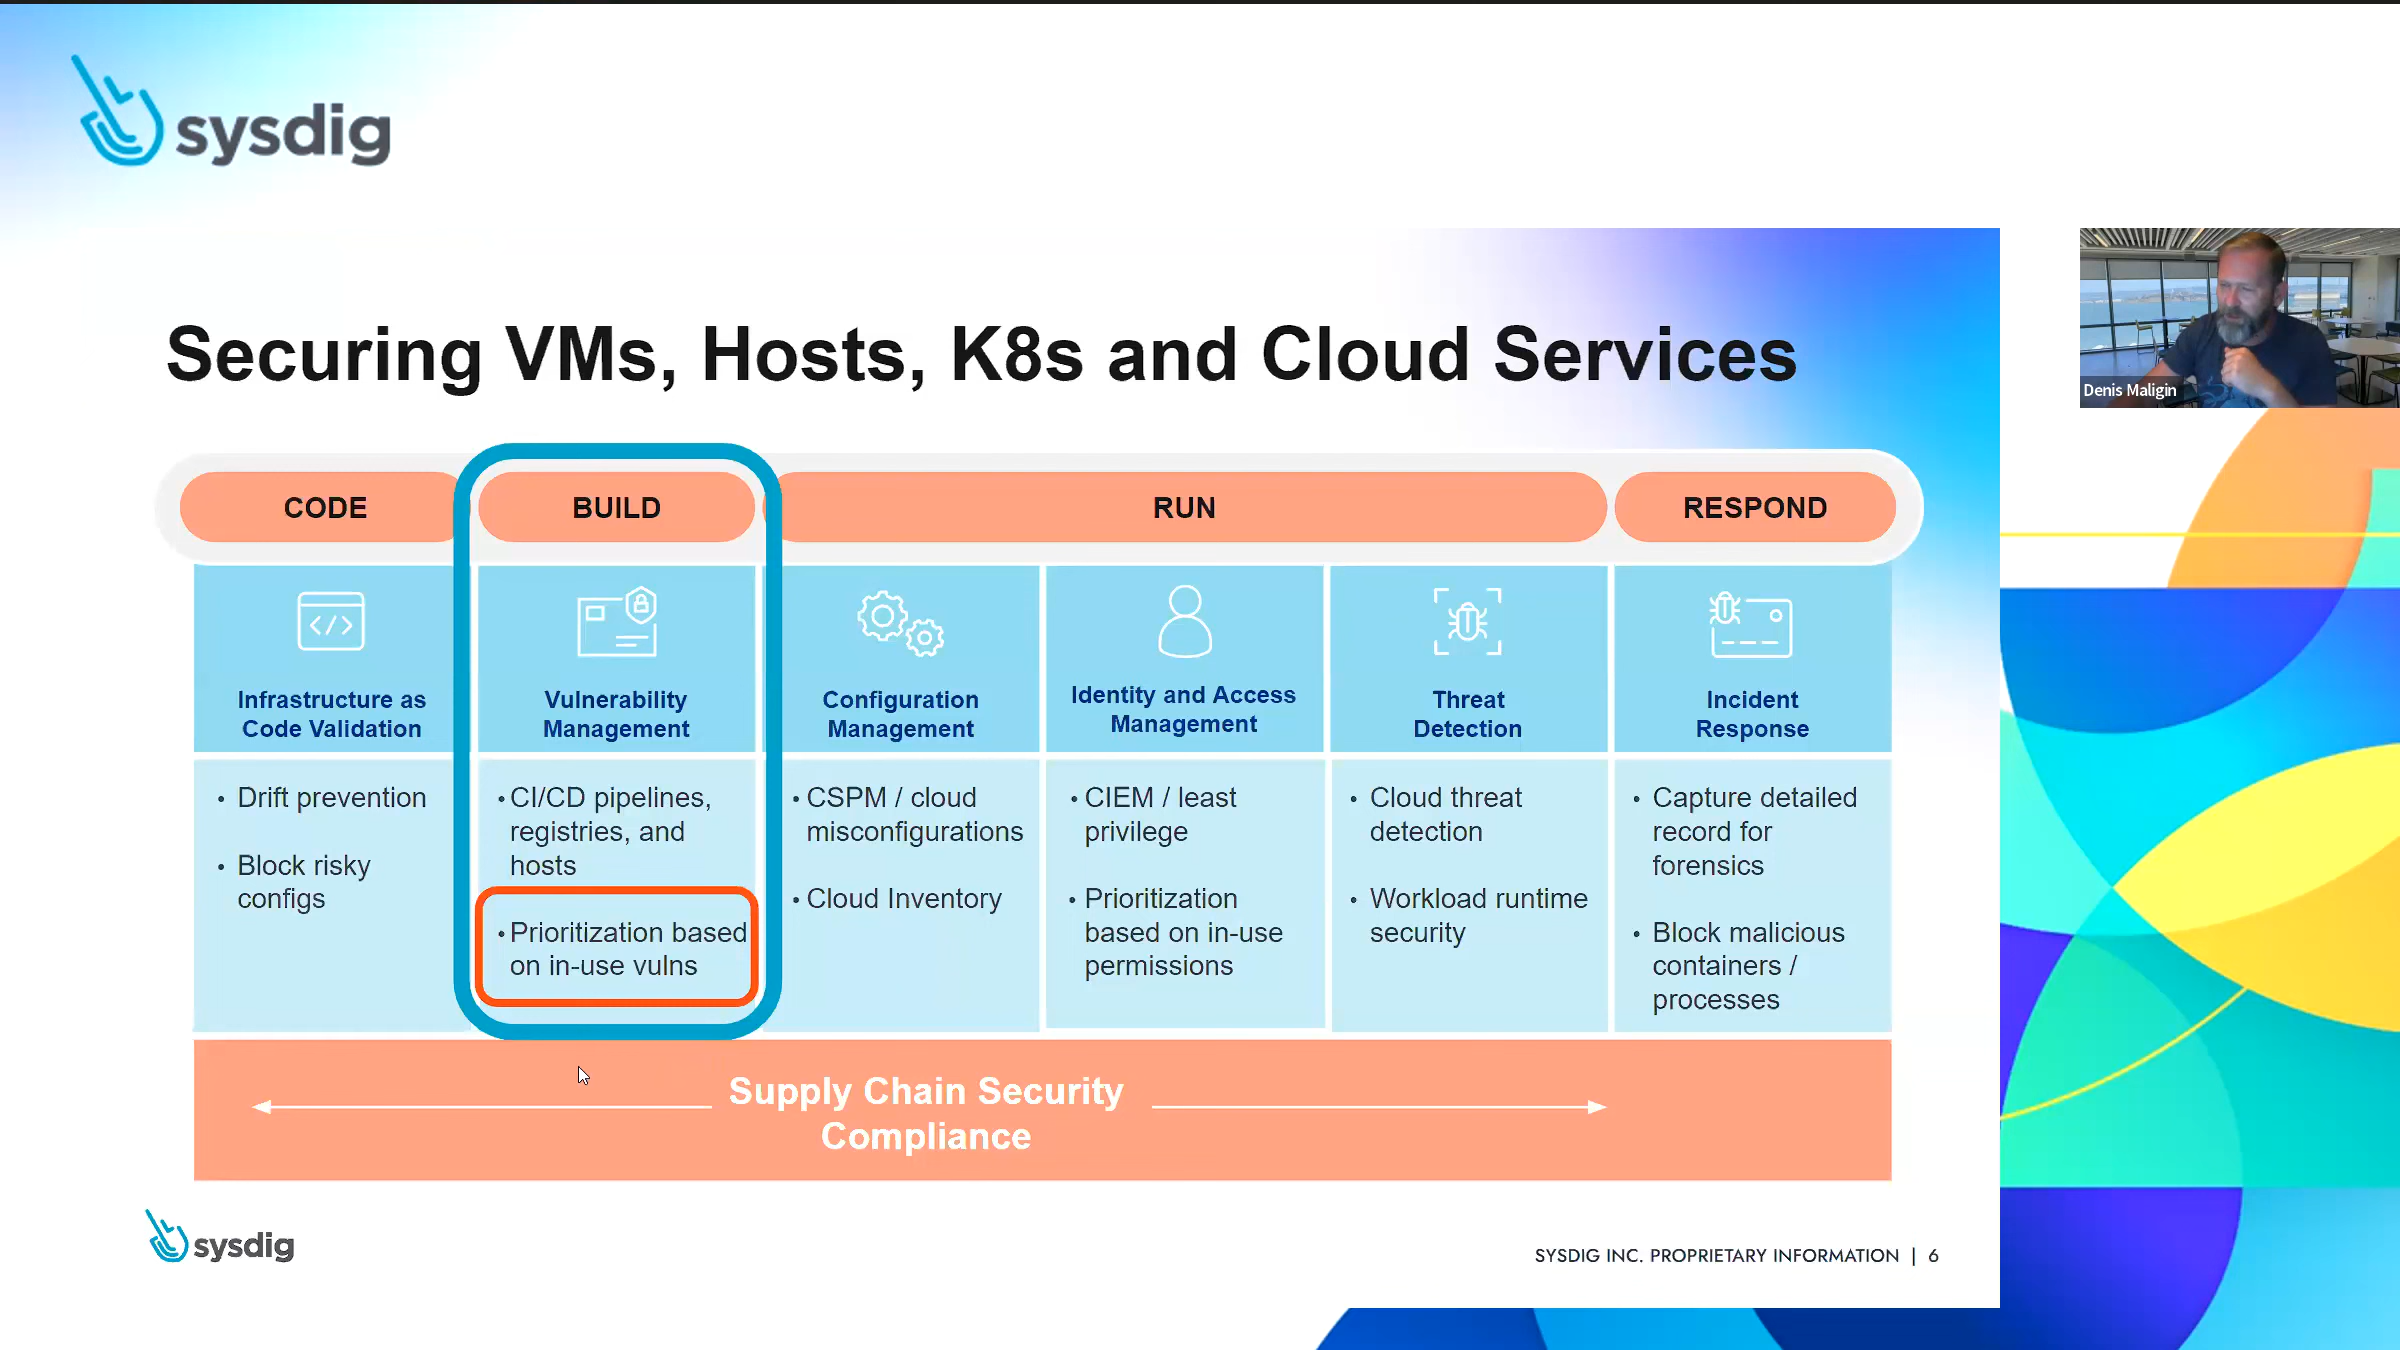 sysdig
Denis Maligin
Securing VMs, Hosts, K8s and Cloud Services
CODE
BUILD
RUN
RESPOND
Infrastructure as
Code Validation
Vulnerability
Management
Configuration
Management
Identity and Access
Management
Threat
Detection
Incident
Response
• Drift prevention
• Block risky
configs
• CI/CD pipelines,
registries, and
hosts
• Prioritization based
on in-use vulns
• CSPM / cloud
misconfigurations
• Cloud Inventory
• CIEM / least
privilege
• Prioritization
based on in-use
permissions
• Cloud threat
detection
• Workload runtime
security
• Capture detailed
record for
forensics
• Block malicious
containers /
processes
Supply Chain Security
Compliance
sysdig
SYSDIG INC. PROPRIETARY INFORMATION | 6